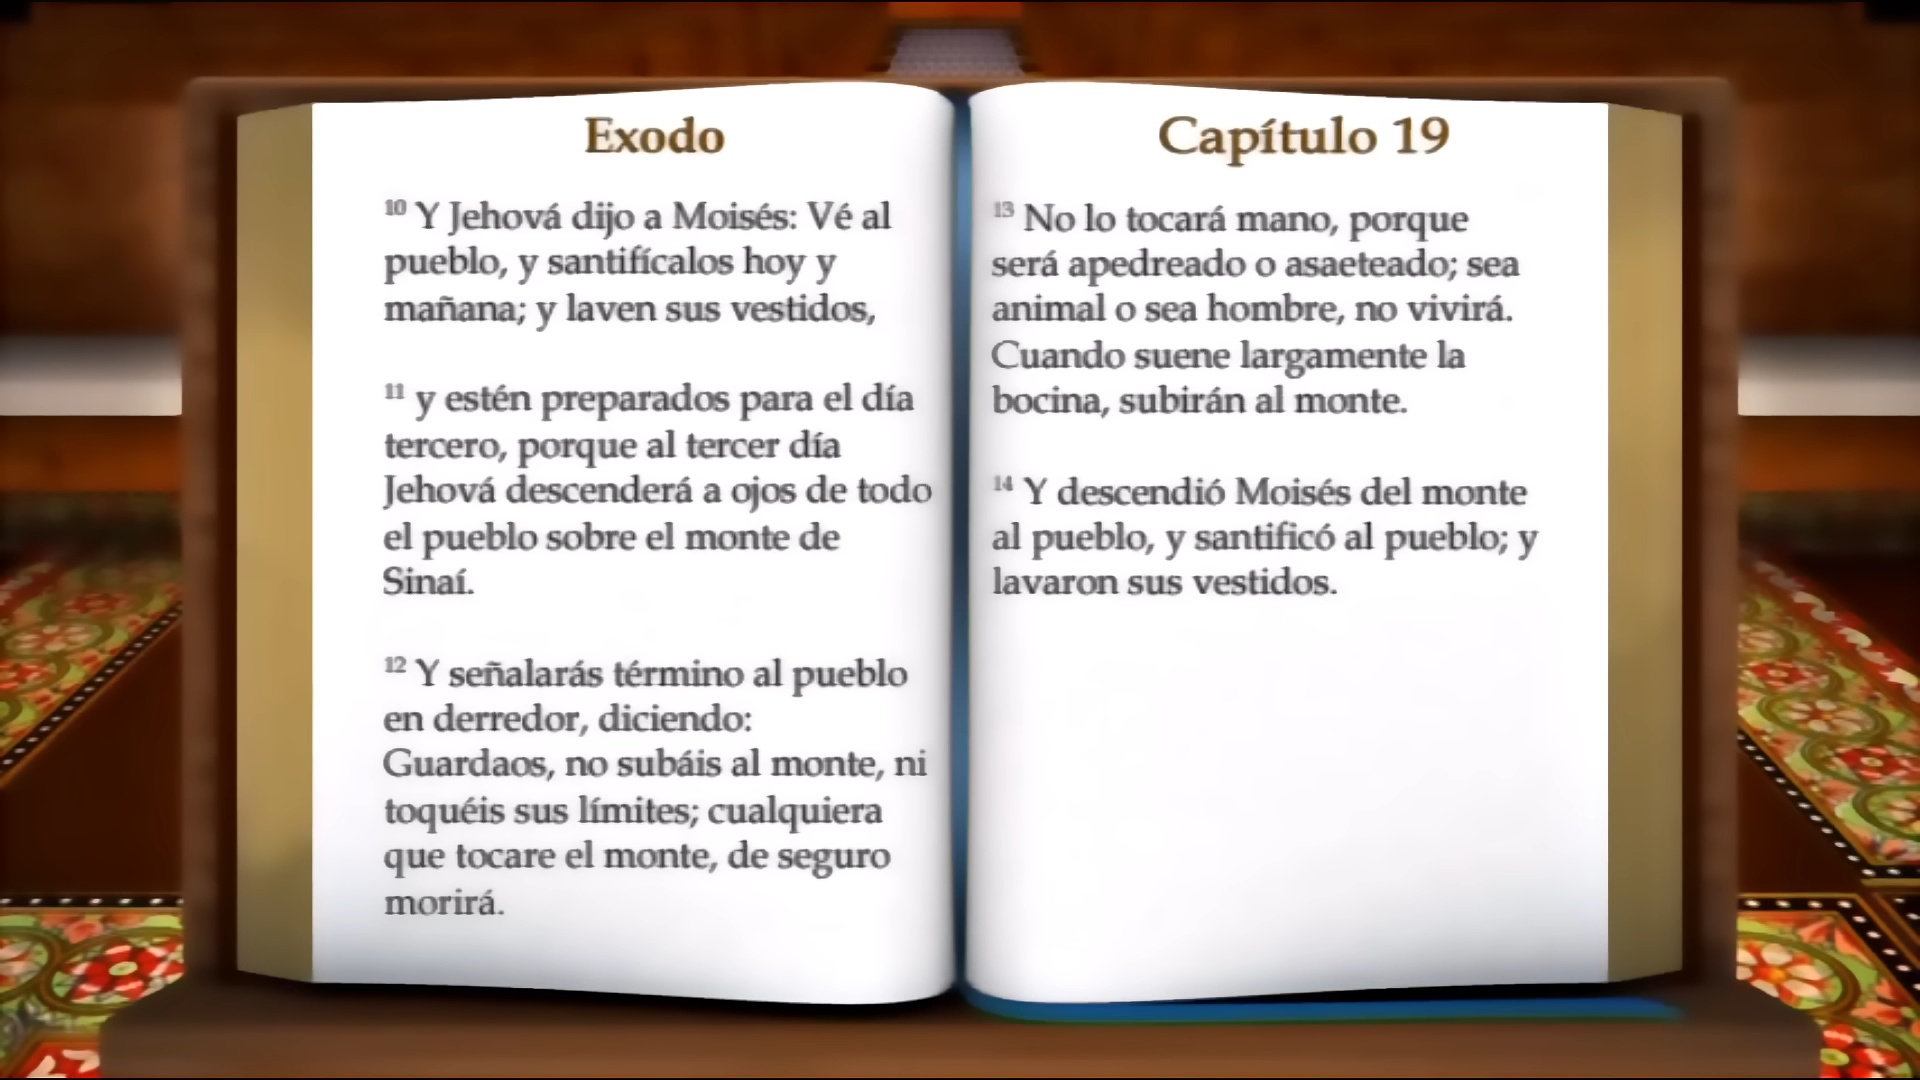 Exodo
10 Y Jehová dijo a Moisés: Vé al
pueblo, y santifícalos hoy y
mañana; y laven sus vestidos,
11 y estén preparados para el día
tercero, porque al tercer día
Jehová descenderá a ojos de todo
el pueblo sobre el monte de
Sinaí.
12 Y señalarás término al pueblo
en derredor, diciendo:
Guardaos, no subáis al monte, ni
toquéis sus límites; cualquiera
que tocare el monte, de seguro
morirá.
Capítulo 19
13 No lo tocará mano, porque
será apedreado o asaeteado; sea
animal o sea hombre, no vivirá.
Cuando suene largamente la
bocina, subirán al monte.
14 Y descendió Moisés del monte
al pueblo, y santificó al pueblo; y
lavaron sus vestidos.